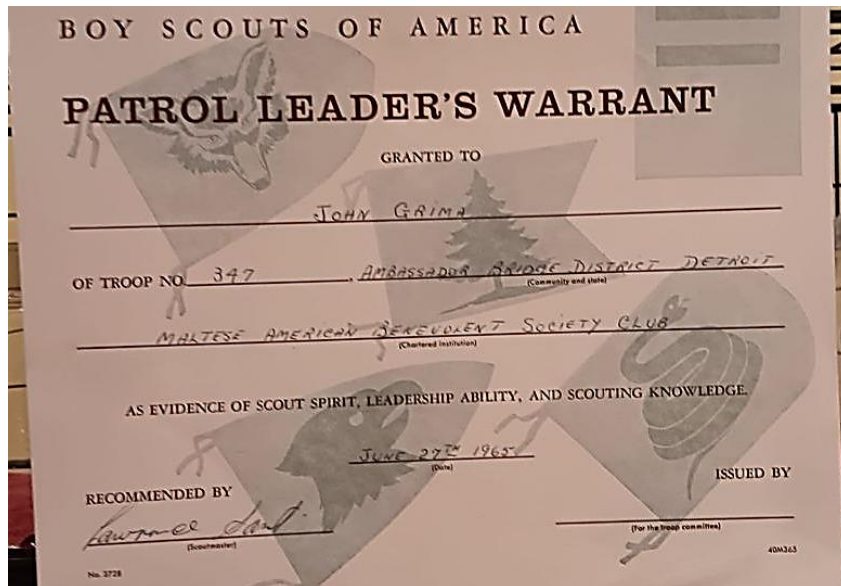 BOY SCOUTS OF AMERICA
PATROL LEADER'S WARRANT
GRANTED TO
JOHN GRIMA
OF TROOP NO. 347, AMBASSADOR BRIDGE DISTRICT DETROIT
(Community and state)
MALTESE AMERICAN BENEVOLENT SOCIETY CLUB
(Chartered institution)
AS EVIDENCE OF SCOUT SPIRIT, LEADERSHIP ABILITY, AND SCOUTING KNOWLEDGE.
JUNE 27TH 1965
(Date)
RECOMMENDED BY
ISSUED BY
Lawrence
(Scoutmaster)
(For the troop committee)
No. 3728
40M363